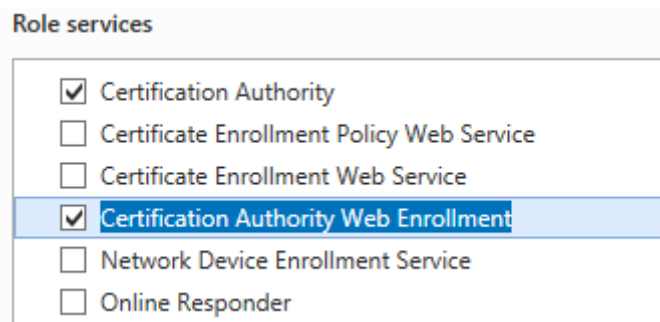 Role services
Certification Authority
Certificate Enrollment Policy Web Service
Certificate Enrollment Web Service
Certification Authority Web Enrollment
Network Device Enrollment Service
Online Responder